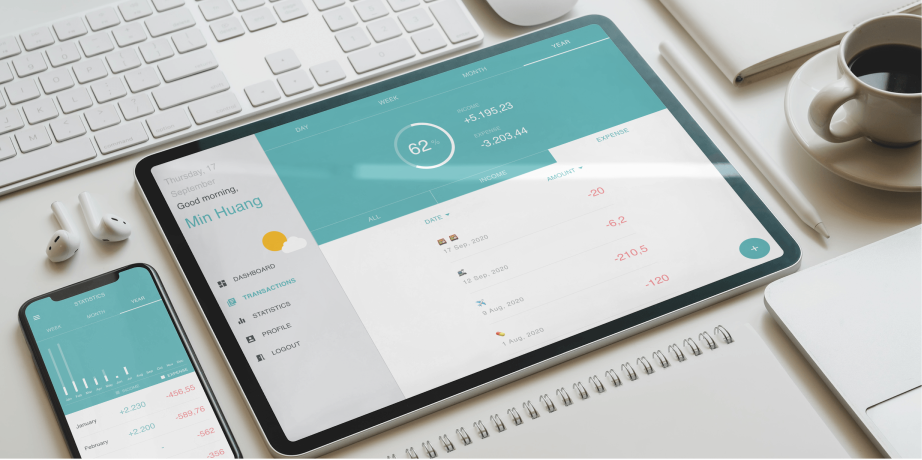 DAY
WEEK
MONTH
YEAR
62%
INCOME
+5.195,23
EXPENSE
-3.203,44
ALL
INCOME
EXPENSE
Thursday, 17
September
Good morning,
Min Huang
DASHBOARD
TRANSACTIONS
STATISTICS
PROFILE
LOGOUT
DATE
AMOUNT
17 Sep, 2020
-20
12 Sep, 2020
-6,2
9 Aug, 2020
-210,5
1 Aug, 2020
-120
+
STATISTICS
WEEK
MONTH
YEAR
EXPENSE
January
+2.230
-456,55
February
+2.200
-589,76
-562
-356